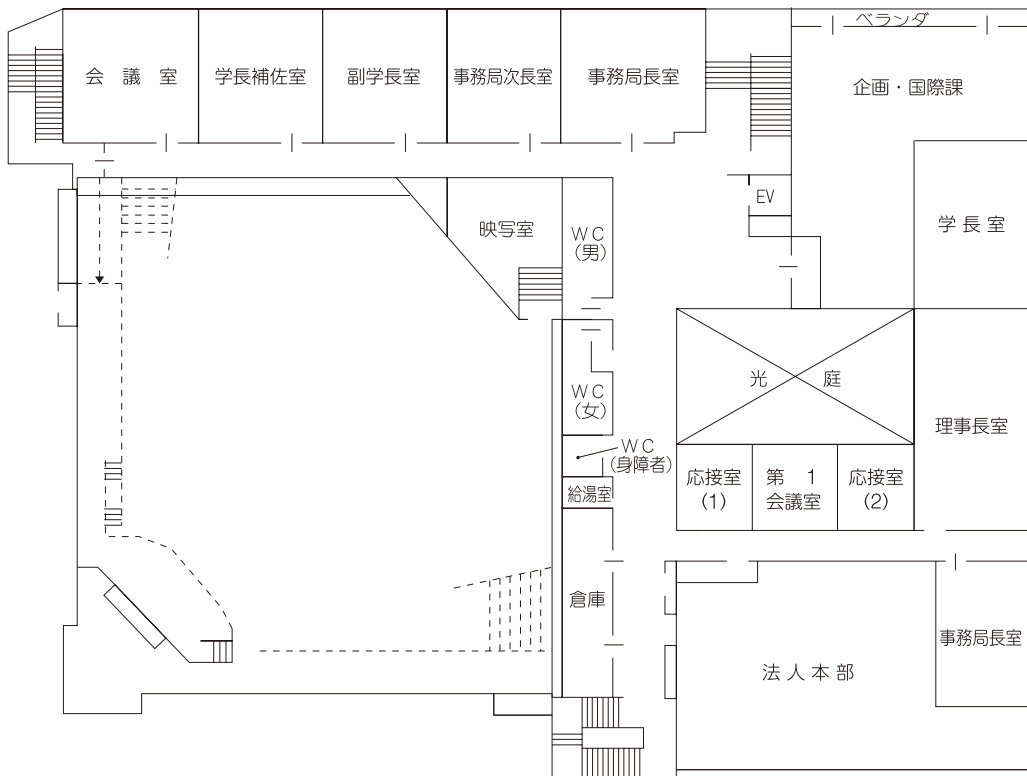 ベランダ
会 議 室
学長補佐室
副学長室
事務局次長室
事務局長室
企画・国際課
EV
学 長 室
映写室
WC
(男)
光 庭
WC
(女)
理事長室
WC
(身障者)
応接室
(1)
第 1
会議室
応接室
(2)
給湯室
倉庫
事務局長室
法 人 本 部